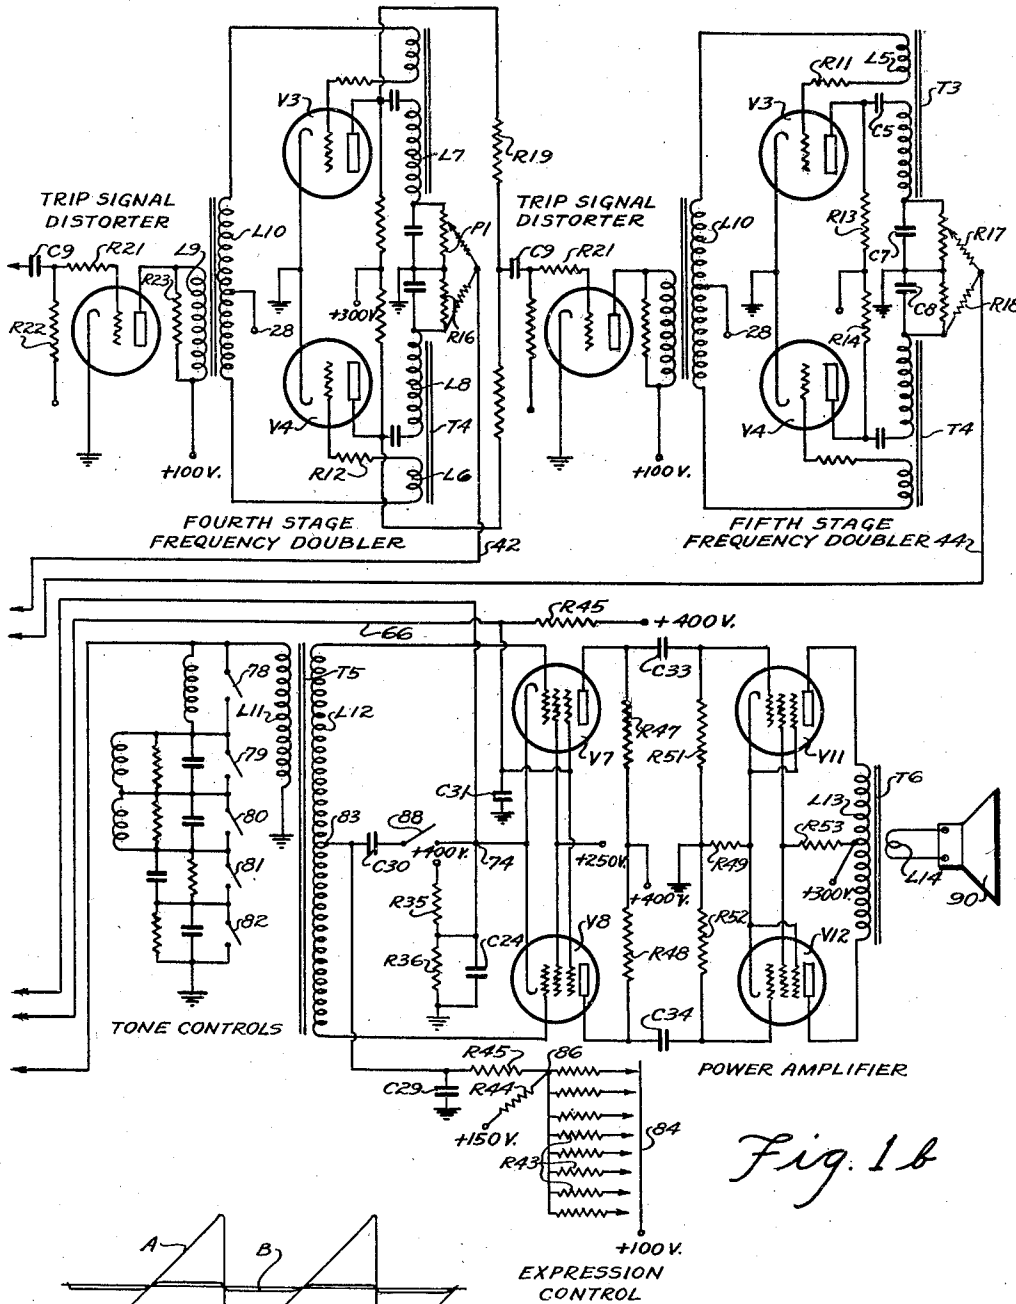 V3
L7
R19
TRIP SIGNAL
DISTORTER
C9
R21
L9
L10
R23
R22
28
+300V.
P1
R16
V4
L8
T4
+100V.
R12
L6
FOURTH STAGE
FREQUENCY DOUBLER
42
TRIP SIGNAL
DISTORTER
C9
R21
L10
28
+100V.
R11
L5
V3
T3
C5
R13
C7
R17
C8
R18
R14
V4
T4
FIFTH STAGE
FREQUENCY DOUBLER 44
R45
+400V.
66
C33
78
T5
L11
L12
79
80
81
82
TONE CONTROLS
V7
R47
R51
V11
C31
83
88
C30
+400V.
74
+250V.
R35
R36
C24
V8
+400V.
R48
R49
R52
L13
T6
R53
+300V.
L14
90
V12
C34
POWER AMPLIFIER
R45
86
C29
R44
+150V.
R43
84
+100V.
EXPRESSION
CONTROL
Fig. 1b
A
B